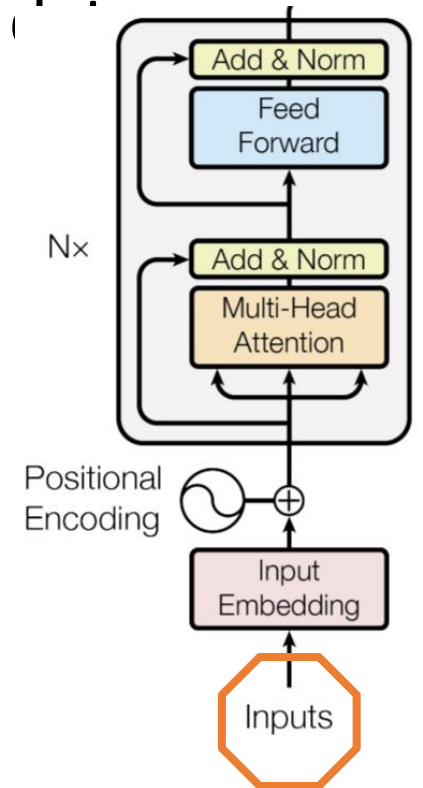 Add & Norm
Feed
Forward
Nx
Add & Norm
Multi-Head
Attention
Positional
Encoding
Input
Embedding
Inputs